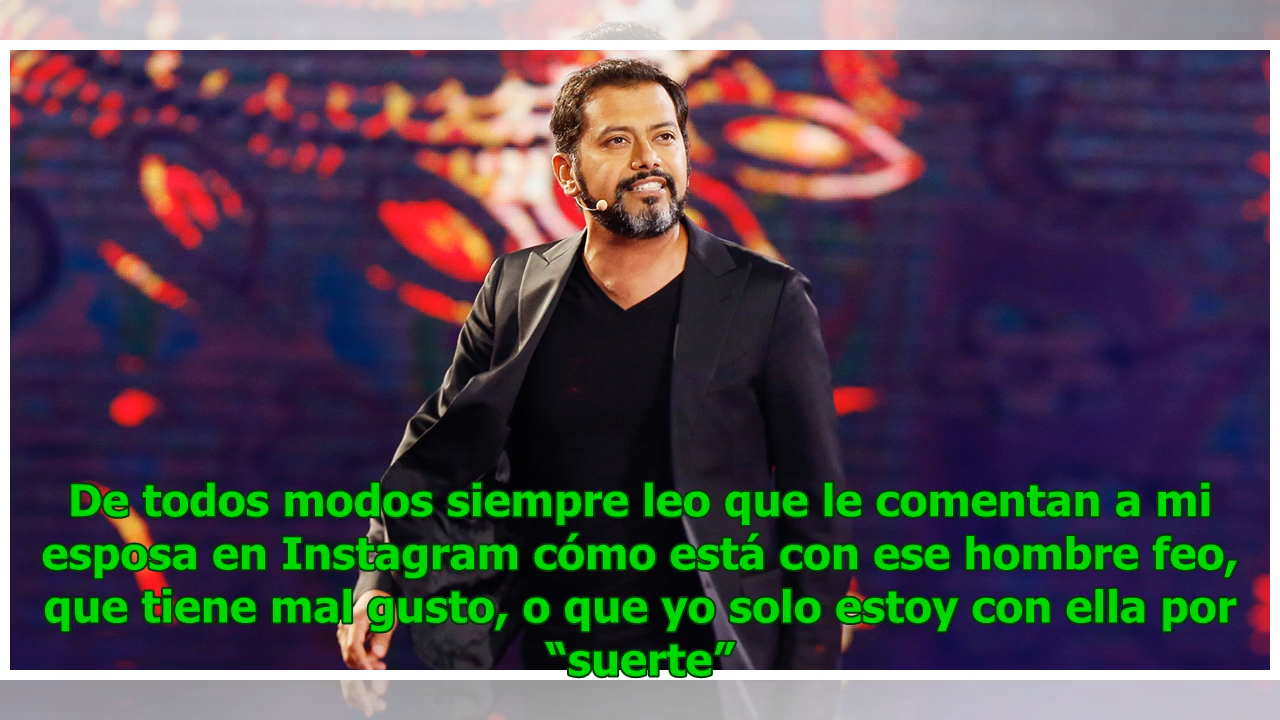 De todos modos siempre leo que le comentan a mi
esposa en Instagram cómo está con ese hombre feo,
que tiene mal gusto, o que yo solo estoy con ella por
“suerte”